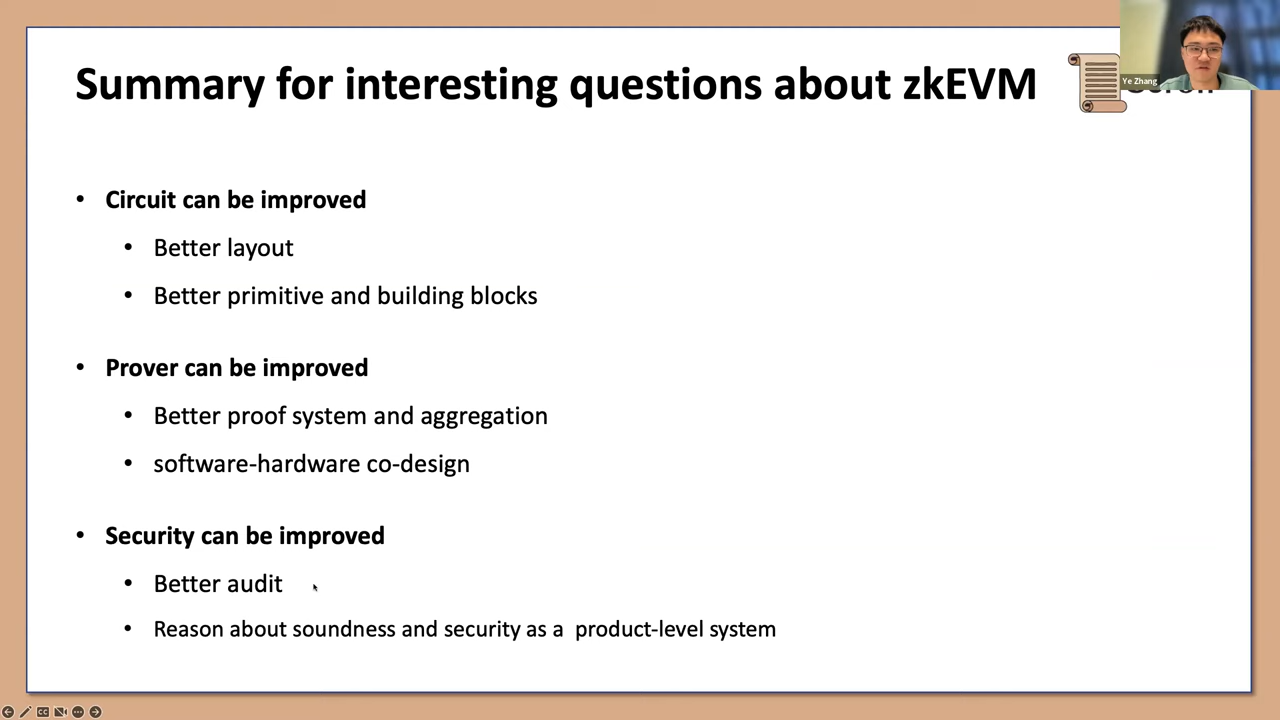 Summary for interesting questions about zkEVM
Ye Zhang
• Circuit can be improved
• Better layout
• Better primitive and building blocks
• Prover can be improved
• Better proof system and aggregation
• software-hardware co-design
• Security can be improved
• Better audit
• Reason about soundness and security as a  product-level system